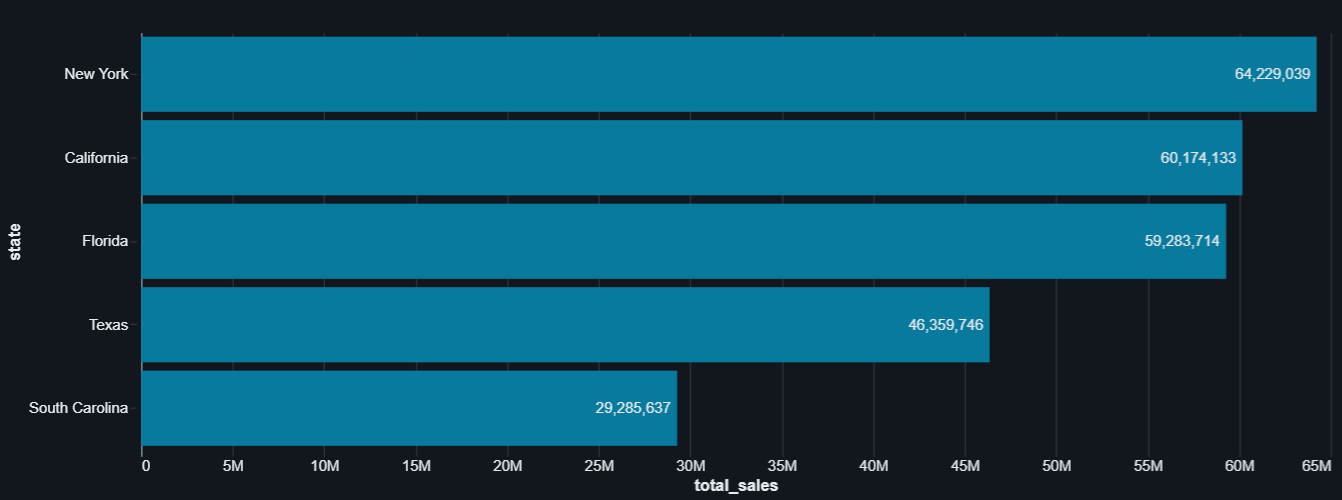 New York 64,229,039
California 60,174,133
state
Florida 59,283,714
Texas 46,359,746
South Carolina 29,285,637
0 5M 10M 15M 20M 25M 30M 35M 40M 45M 50M 55M 60M 65M
total_sales